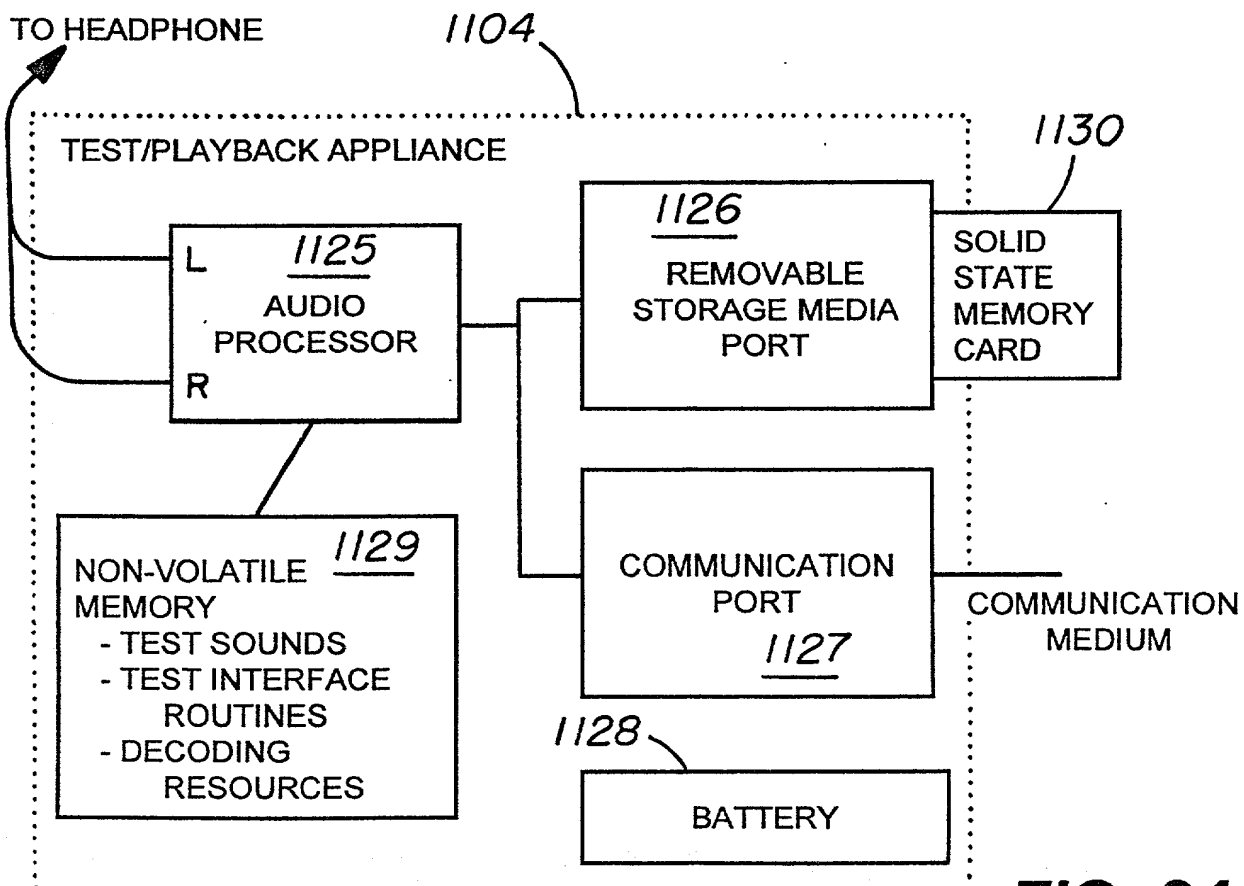 TO HEADPHONE
1104
TEST/PLAYBACK APPLIANCE
1130
L
1125
AUDIO
PROCESSOR
R
1126
REMOVABLE
STORAGE MEDIA
PORT
SOLID
STATE
MEMORY
CARD
NON-VOLATILE
1129
MEMORY
- TEST SOUNDS
- TEST INTERFACE
ROUTINES
- DECODING
RESOURCES
COMMUNICATION
PORT
1127
COMMUNICATION
MEDIUM
1128
BATTERY